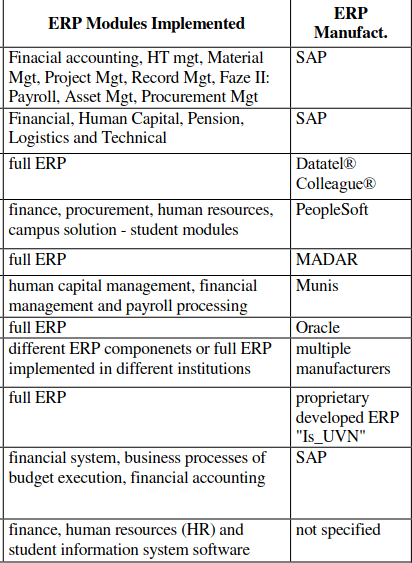 ERP Modules Implemented
ERP
Manufact.
Finacial accounting, HT mgt, Material
Mgt, Project Mgt, Record Mgt, Faze II:
Payroll, Asset Mgt, Procurement Mgt
SAP
Financial, Human Capital, Pension,
Logistics and Technical
SAP
full ERP
Datatel®
Colleague®
finance, procurement, human resources,
campus solution - student modules
PeopleSoft
full ERP
MADAR
human capital management, financial
management and payroll processing
Munis
full ERP
Oracle
different ERP componenets or full ERP
implemented in different institutions
multiple
manufacturers
full ERP
proprietary
developed ERP
"Is_UVN"
financial system, business processes of
budget execution, financial accounting
SAP
finance, human resources (HR) and
student information system software
not specified